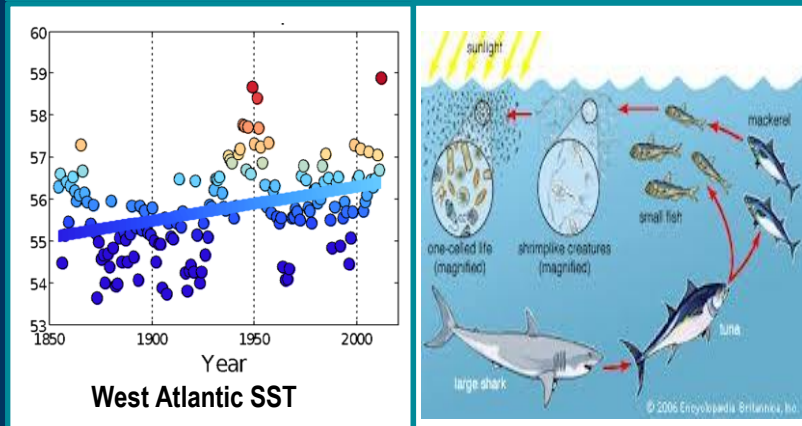 60
59
58
57
56
55
54
53
1850
1900
1950
2000
Year
West Atlantic SST
sunlight
mackerel
small fish
one-celled life
(magnified)
shrimplike creatures
(magnified)
tuna
large shark
© 2006 Encyclopædia Britannica, Inc.